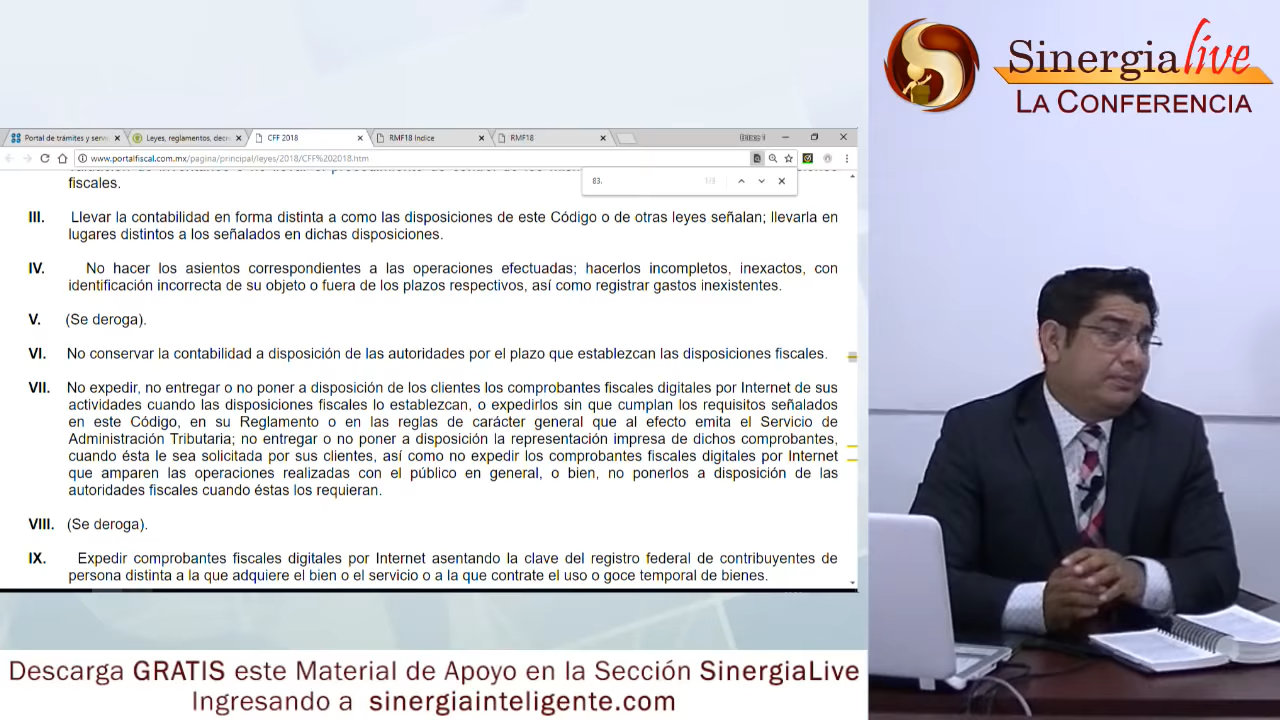 Sinergialive
LA CONFERENCIA
Portal de trámites y serv
Leyes, reglamentos, decr
CFF 2018
RMF18 Indice
RMF18
www.portalfiscal.com.mx/pagina/principal/leyes/2018/CFF%202018.htm
83.
1/3
fiscales.
III. Llevar la contabilidad en forma distinta a como las disposiciones de este Código o de otras leyes señalan; llevarla en
lugares distintos a los señalados en dichas disposiciones.
IV. No hacer los asientos correspondientes a las operaciones efectuadas; hacerlos incompletos, inexactos, con
identificación incorrecta de su objeto o fuera de los plazos respectivos, así como registrar gastos inexistentes.
V. (Se deroga).
VI. No conservar la contabilidad a disposición de las autoridades por el plazo que establezcan las disposiciones fiscales.
VII. No expedir, no entregar o no poner a disposición de los clientes los comprobantes fiscales digitales por Internet de sus
actividades cuando las disposiciones fiscales lo establezcan, o expedirlos sin que cumplan los requisitos señalados
en este Código, en su Reglamento o en las reglas de carácter general que al efecto emita el Servicio de
Administración Tributaria; no entregar o no poner a disposición la representación impresa de dichos comprobantes,
cuando ésta le sea solicitada por sus clientes, así como no expedir los comprobantes fiscales digitales por Internet
que amparen las operaciones realizadas con el público en general, o bien, no ponerlos a disposición de las
autoridades fiscales cuando éstas los requieran.
VIII. (Se deroga).
IX. Expedir comprobantes fiscales digitales por Internet asentando la clave del registro federal de contribuyentes de
persona distinta a la que adquiere el bien o el servicio o a la que contrate el uso o goce temporal de bienes.
Descarga GRATIS este Material de Apoyo en la Sección SinergiaLive
Ingresando a sinergiainteligente.com